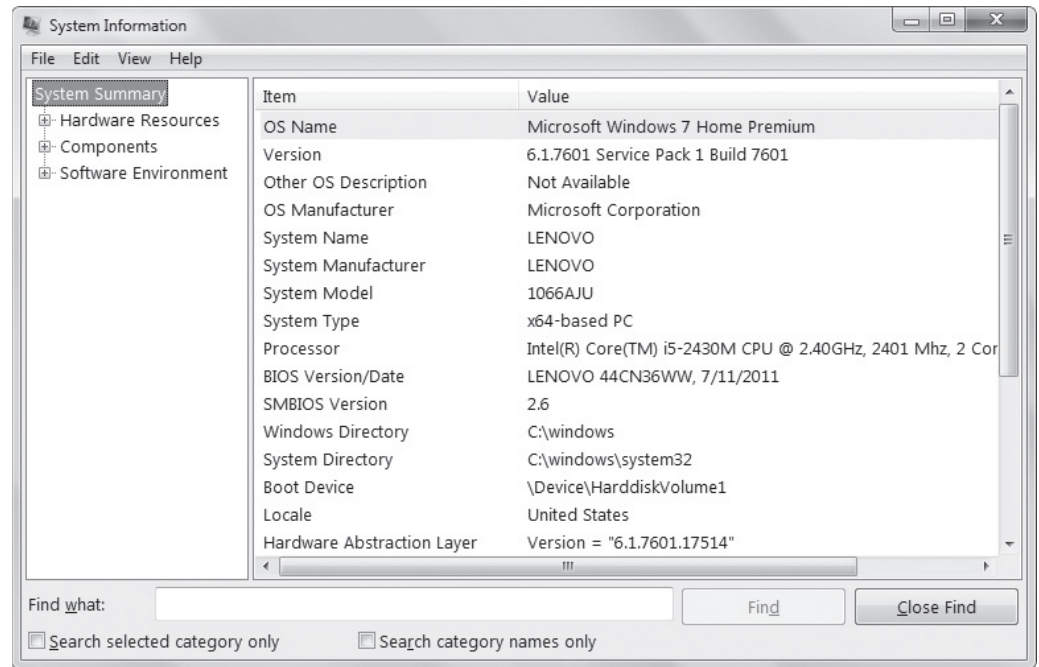 System Information
File Edit View Help
System Summary
Hardware Resources
Components
Software Environment
Item Value
OS Name Microsoft Windows 7 Home Premium
Version 6.1.7601 Service Pack 1 Build 7601
Other OS Description Not Available
OS Manufacturer Microsoft Corporation
System Name LENOVO
System Manufacturer LENOVO
System Model 1066AJU
System Type x64-based PC
Processor Intel(R) Core(TM) i5-2430M CPU @ 2.40GHz, 2401 Mhz, 2 Cor
BIOS Version/Date LENOVO 44CN36WW, 7/11/2011
SMBIOS Version 2.6
Windows Directory C:\windows
System Directory C:\windows\system32
Boot Device \Device\HarddiskVolume1
Locale United States
Hardware Abstraction Layer Version = "6.1.7601.17514"
Find what: Find Close Find
Search selected category only Search category names only